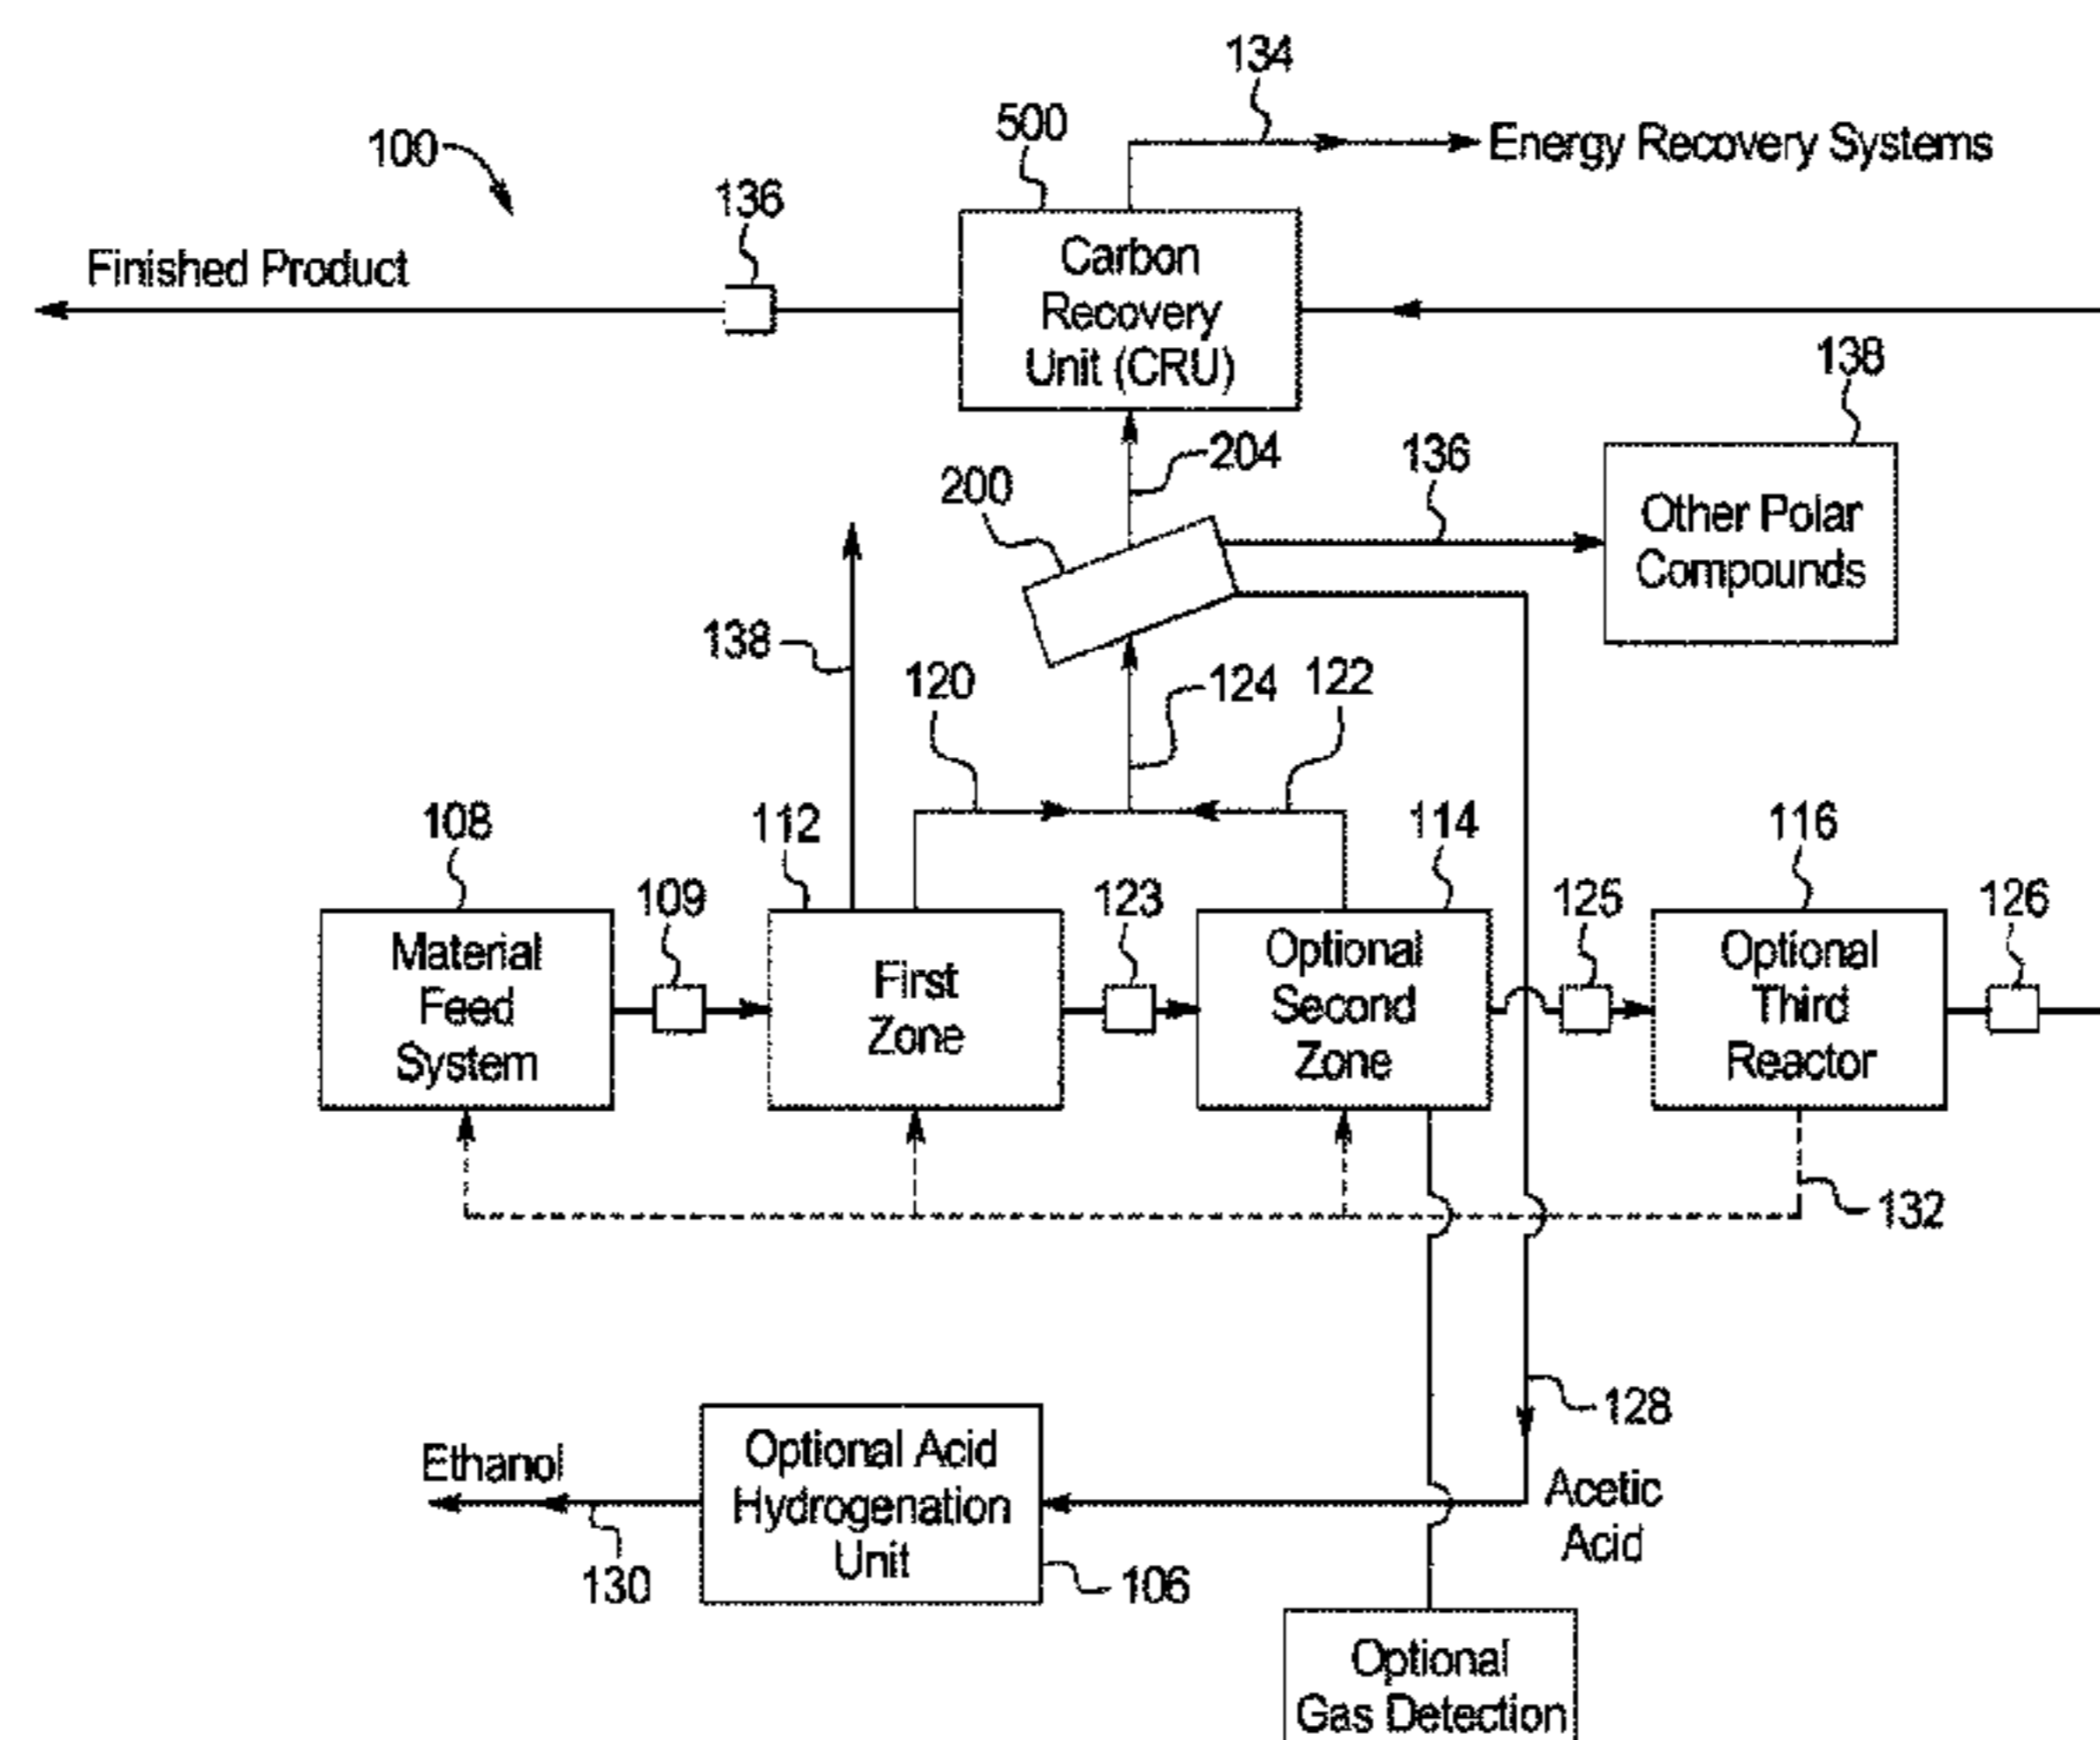 134
500
100
Energy Recovery Systems
136
Finished Product
Carbon
Recovery
Unit (CRU)
138
204
136
200
Other Polar
Compounds
138
120
124
122
108
112
114
116
109
123
125
126
Material
Feed
System
First
Zone
Optional
Second
Zone
Optional
Third
Reactor
132
128
Ethanol
Optional Acid
Hydrogenation
Unit
Acetic
Acid
130
106
Optional
Gas Detection